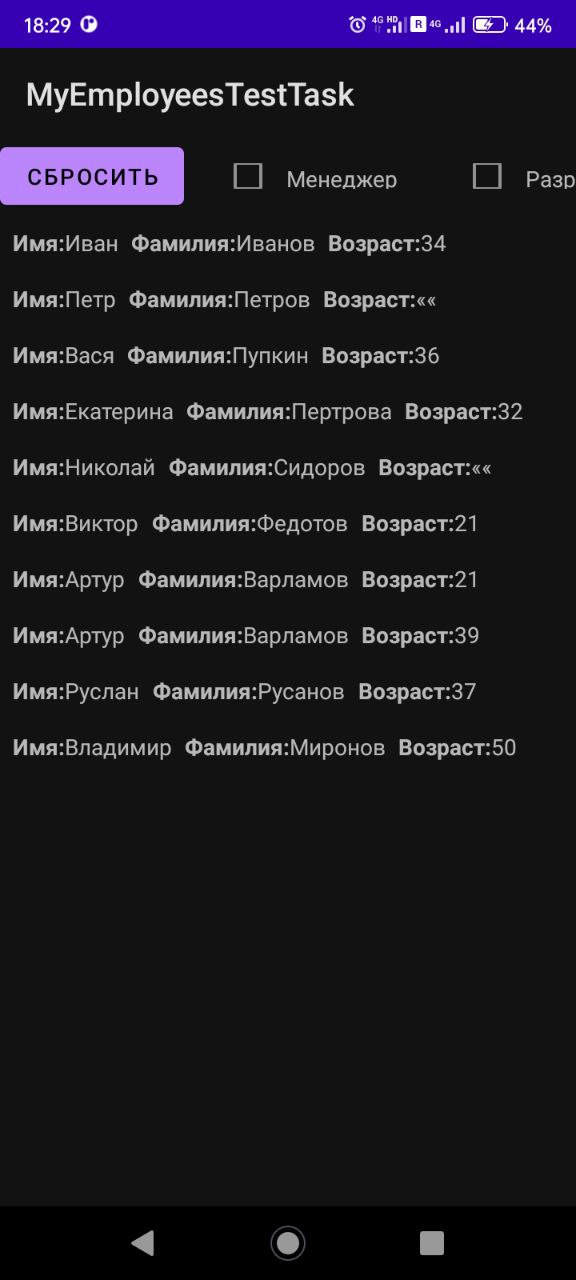 18:29 4G HD R 4G 44%
MyEmployeesTestTask
СБРОСИТЬ Менеджер Разр
Имя:Иван Фамилия:Иванов Возраст:34
Имя:Петр Фамилия:Петров Возраст:««
Имя:Вася Фамилия:Пупкин Возраст:36
Имя:Екатерина Фамилия:Пертрова Возраст:32
Имя:Николай Фамилия:Сидоров Возраст:««
Имя:Виктор Фамилия:Федотов Возраст:21
Имя:Артур Фамилия:Варламов Возраст:21
Имя:Артур Фамилия:Варламов Возраст:39
Имя:Руслан Фамилия:Русанов Возраст:37
Имя:Владимир Фамилия:Миронов Возраст:50